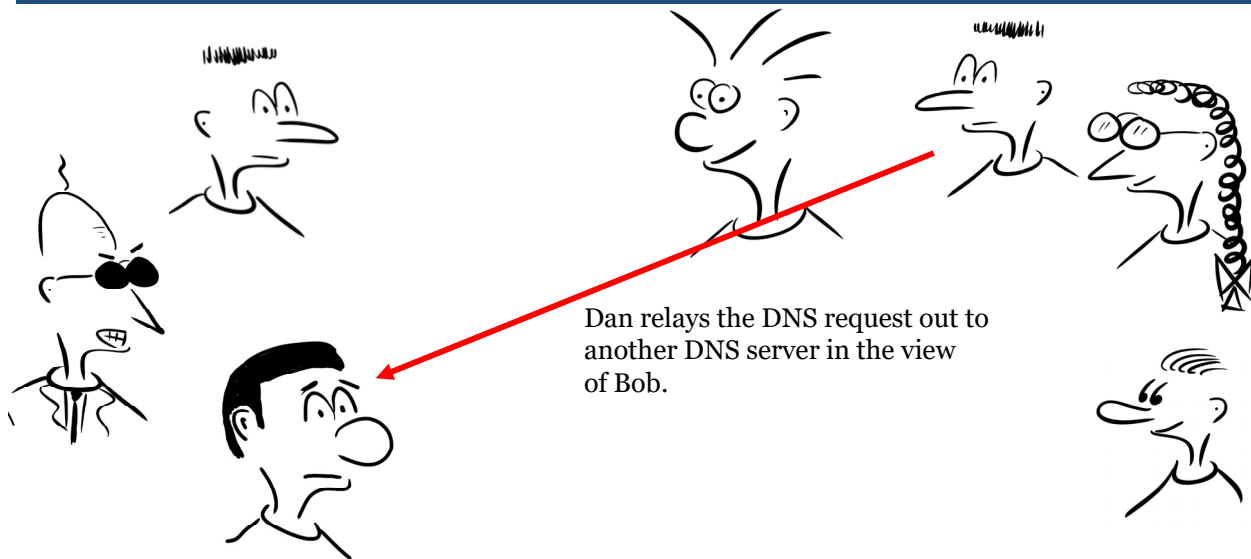 Dan relays the DNS request out to
another DNS server in the view
of Bob.